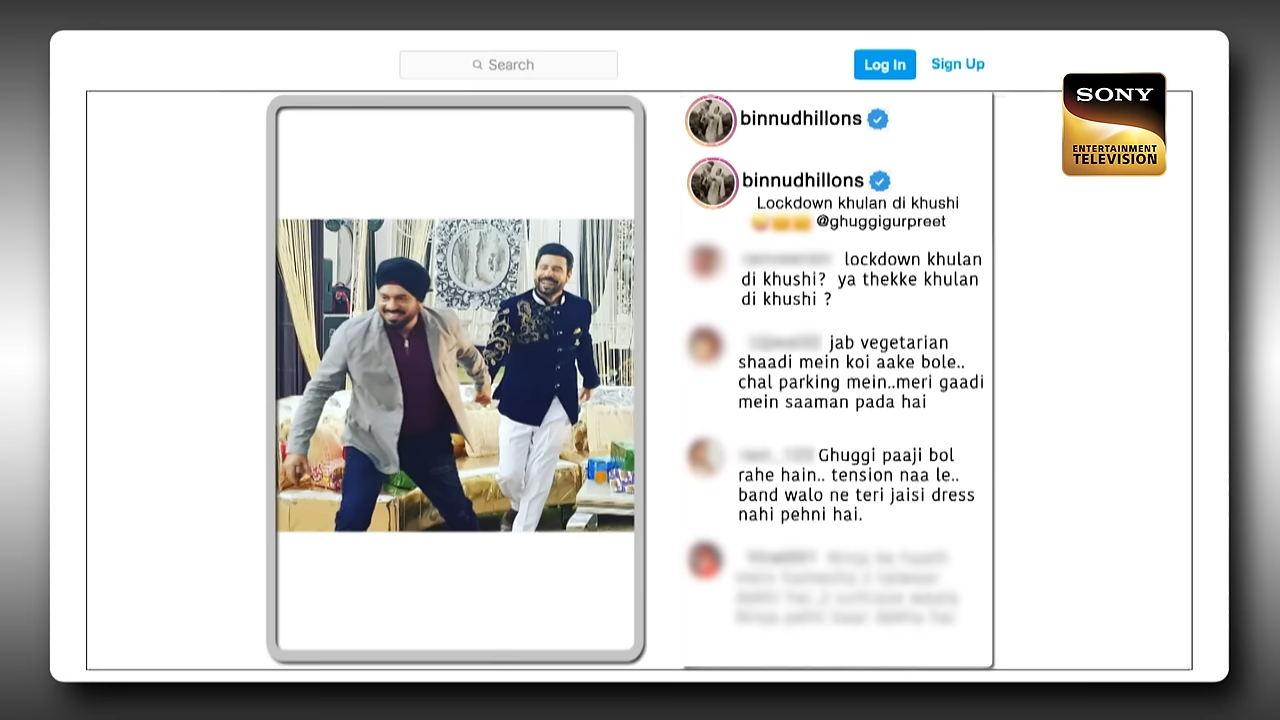 Search
Log In
Sign Up
SONY
ENTERTAINMENT
TELEVISION
binnudhillons
binnudhillons
Lockdown khulan di khushi
@ghuggigurpreet
lockdown khulan
di khushi? ya thekke khulan
di khushi ?
jab vegetarian
shaadi mein koi aake bole..
chal parking mein..meri gaadi
mein saaman pada hai
Ghuggi paaji bol
rahe hain.. tension naa le..
band walo ne teri jaisi dress
nahi pehni hai.